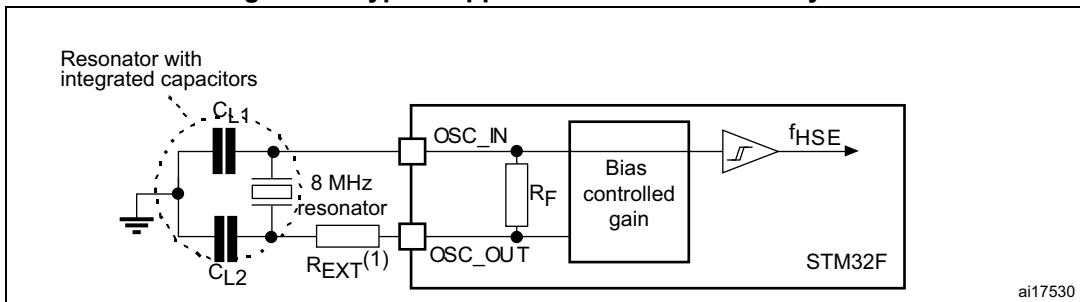 Resonator with
integrated capacitors
CL1
OSC_IN
fHSE
8 MHz
resonator
RF
Bias
controlled
gain
REXT(1)
OSC_OUT
CL2
STM32F
ai17530